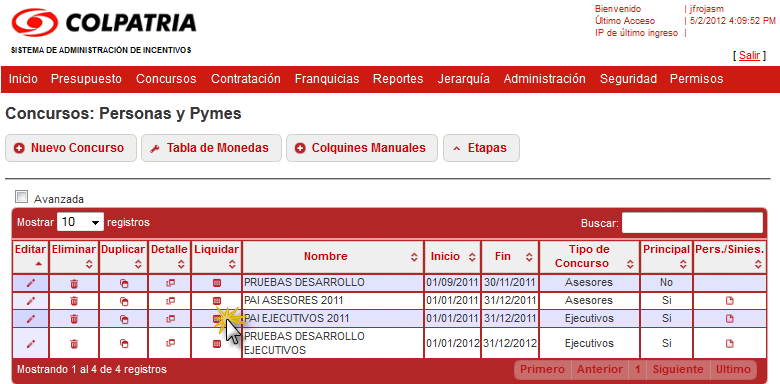 COLPATRIA
SISTEMA DE ADMINISTRACIÓN DE INCENTIVOS
Bienvenido | jfrojasm
Último Acceso | 5/2/2012 4:09:52 PM
IP de último ingreso |
[ Salir ]
Inicio Presupuesto Concursos Contratación Franquicias Reportes Jerarquía Administración Seguridad Permisos
Concursos: Personas y Pymes
Nuevo Concurso Tabla de Monedas Colquines Manuales Etapas
Avanzada
Mostrar 10 registros Buscar:
Editar Eliminar Duplicar Detalle Liquidar Nombre Inicio Fin Tipo de Concurso Principal Pers./Sinies.
PRUEBAS DESARROLLO 01/09/2011 30/11/2011 Asesores No
PAI ASESORES 2011 01/01/2011 31/12/2011 Asesores Si
PAI EJECUTIVOS 2011 01/01/2011 31/12/2011 Ejecutivos Si
PRUEBAS DESARROLLO EJECUTIVOS 01/01/2012 31/12/2012 Ejecutivos Si
Mostrando 1 al 4 de 4 registros Primero Anterior 1 Siguiente Ultimo